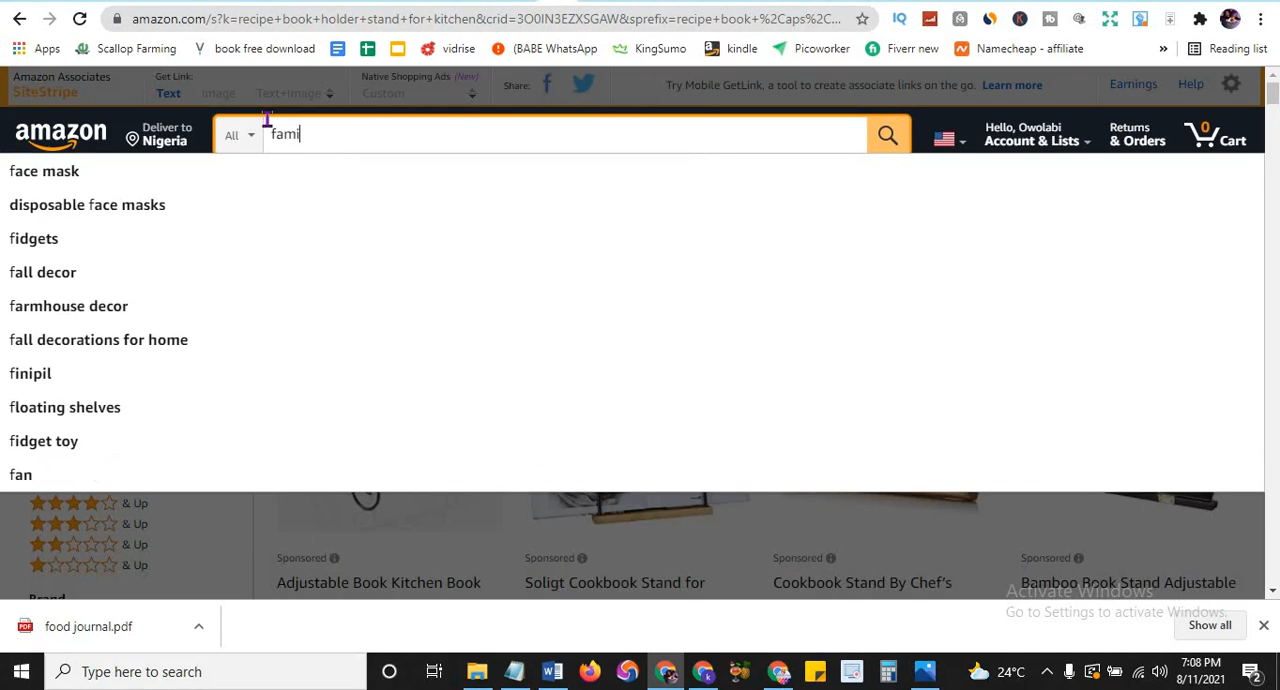 amazon.com/s?k=recipe+book+holder+stand+for+kitchen&crid=3O0IN3EZXSGAW&sprefix=recipe+book+%2Caps%2C...
Apps Scallop Farming book free download vidrise (BABE WhatsApp KingSumo kindle Picoworker Fiverr new Namecheap - affiliate » Reading list
Amazon Associates
SiteStripe
Get Link:
Text Image Text+Image
Native Shopping Ads (New)
Custom
Share:
Try Mobile GetLink, a tool to create associate links on the go. Learn more
Earnings Help
amazon
Deliver to
Nigeria
All
fami
Hello, Owolabi
Account & Lists
Returns
& Orders
0
Cart
face mask
disposable face masks
fidgets
fall decor
farmhouse decor
fall decorations for home
finipil
floating shelves
fidget toy
fan
& Up
& Up
& Up
& Up
Brand
Sponsored Sponsored Sponsored Sponsored
Adjustable Book Kitchen Book Soligt Cookbook Stand for Cookbook Stand By Chef's Bamboo Book Stand Adjustable
Activate Windows
Go to Settings to activate Windows.
food journal.pdf
Show all
Type here to search
24°C
7:08 PM
8/11/2021
2